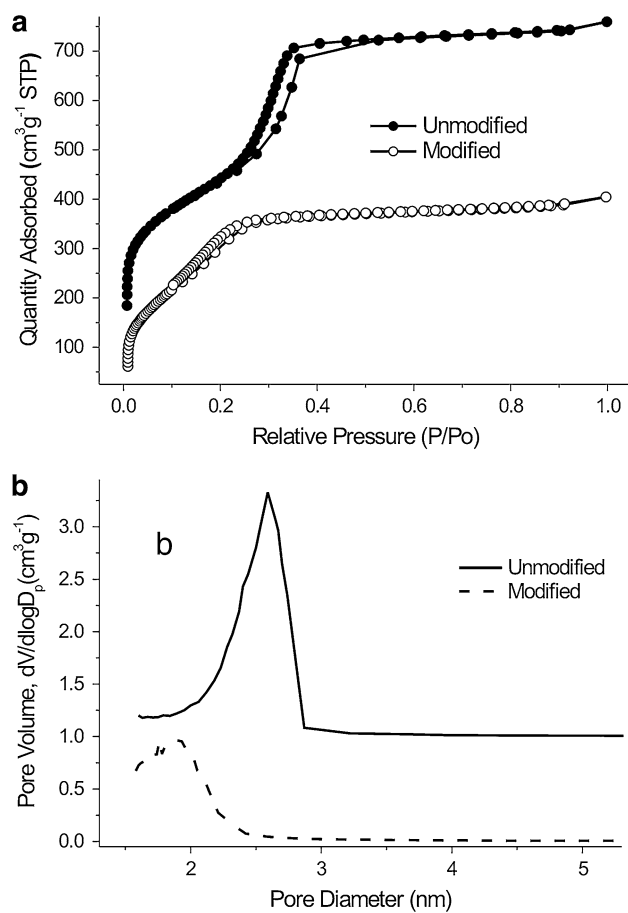 a
Quantity Adsorbed (cm³g⁻¹ STP)
700
600
500
400
300
200
100
Unmodified
Modified
0.0 0.2 0.4 0.6 0.8 1.0
Relative Pressure (P/Po)
b
Pore Volume, dV/dlogDp(cm³g⁻¹)
3.0
2.5
2.0
1.5
1.0
0.5
0.0
b
Unmodified
Modified
2 3 4 5
Pore Diameter (nm)